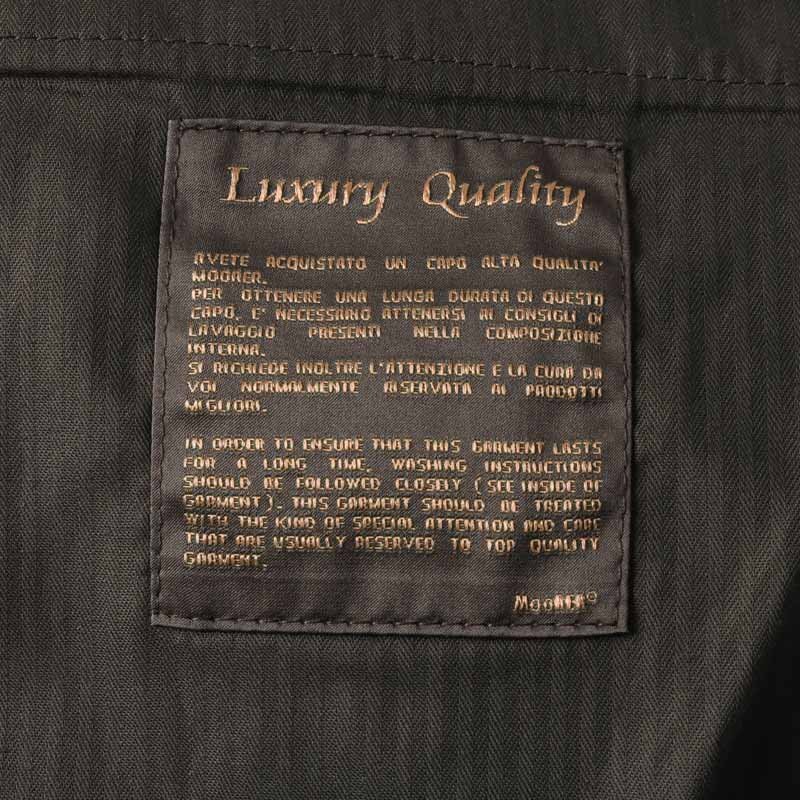 Luxury Quality
AVETE ACQUISTATO UN CAPO ALTA QUALITA'
MOORER.
PER OTTENERE UNA LUNGA DURATA DI QUESTO
CAPO, E' NECESSARIO ATTENERSI AI CONSIGLI DI
LAVAGGIO PRESENTI NELLA COMPOSIZIONE
INTERNA.
SI RICHIEDE INOLTRE L'ATTENZIONE E LA CURA DA
VOI NORMALMENTE RISERVATA AI PRODOTTI
MIGLIORI.
IN ORDER TO ENSURE THAT THIS GARMENT LASTS
FOR A LONG TIME, WASHING INSTRUCTIONS
SHOULD BE FOLLOWED CLOSELY (SEE INSIDE OF
GARMENT). THIS GARMENT SHOULD BE TREATED
WITH THE KIND OF SPECIAL ATTENTION AND CARE
THAT ARE USUALLY RESERVED TO TOP QUALITY
GARMENT.
MooRER©